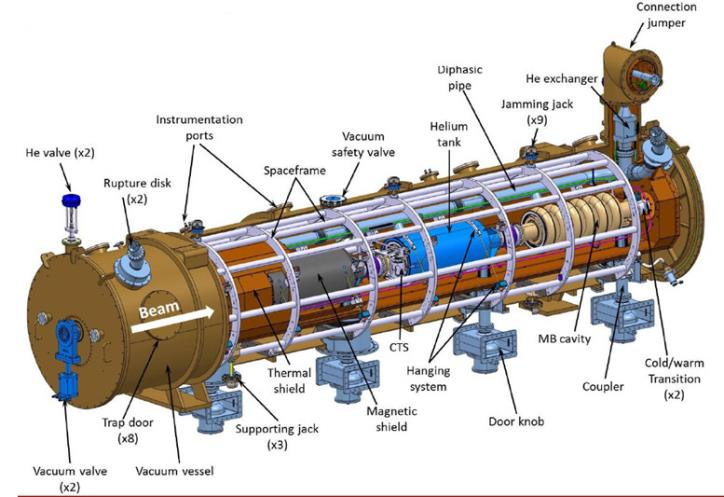 Connection
jumper
Diphasic
pipe
He exchanger
Jamming jack
(x9)
Instrumentation
ports
Helium
tank
Vacuum
safety valve
He valve (x2)
Spaceframe
Rupture disk
(x2)
Beam
CTS
MB cavity
Cold/warm
Transition
(x2)
Thermal
shield
Hanging
system
Coupler
Magnetic
shield
Door knob
Trap door
(x8)
Supporting jack
(x3)
Vacuum valve
(x2)
Vacuum vessel